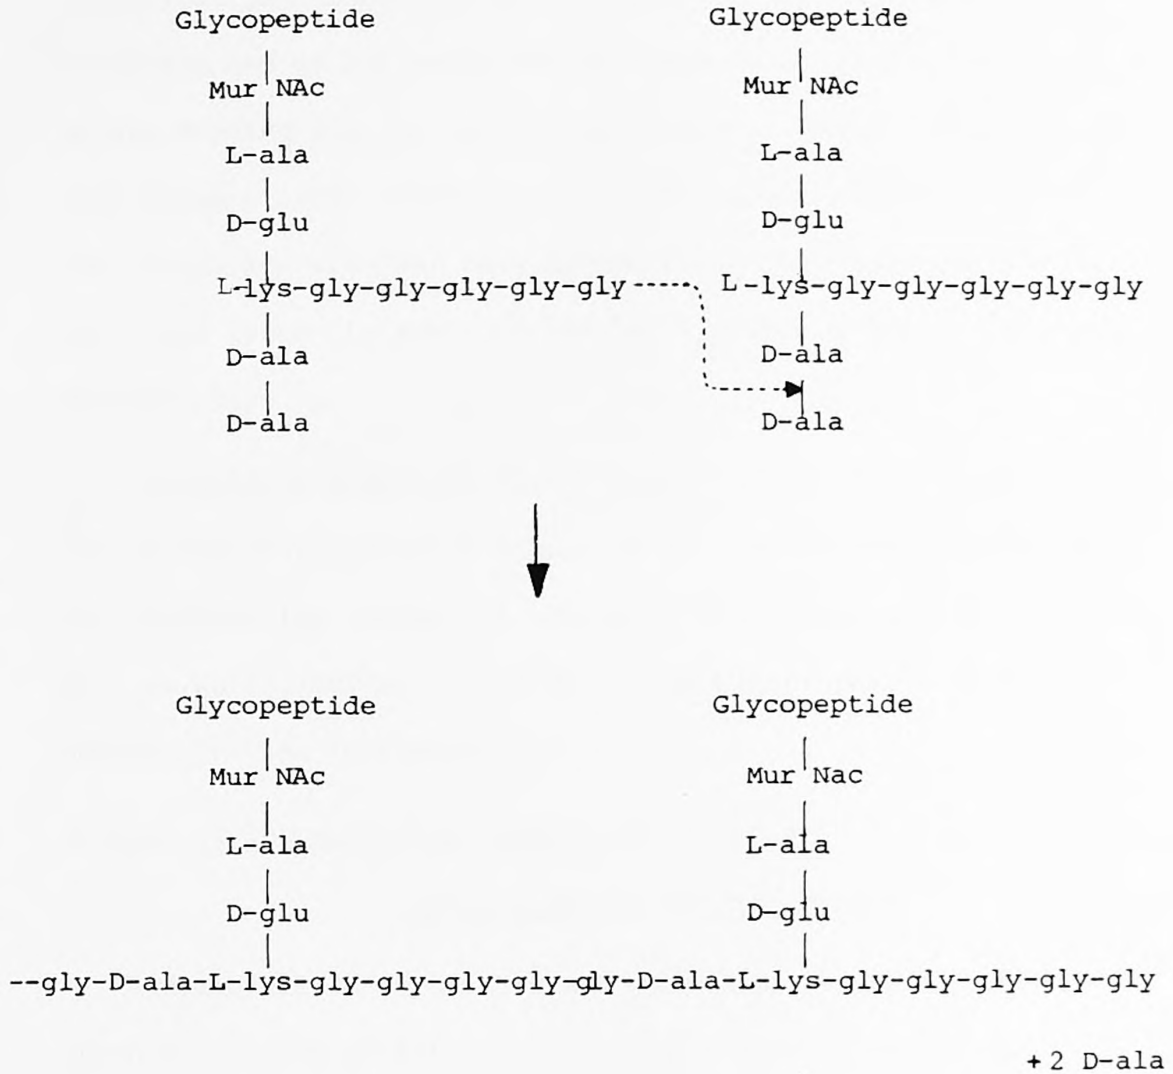 Glycopeptide Glycopeptide
Mur NAc Mur NAc
L-ala L-ala
D-glu D-glu
L-lys-gly-gly-gly-gly-gly L-lys-gly-gly-gly-gly-gly
D-ala D-ala
D-ala D-ala
Glycopeptide Glycopeptide
Mur NAc Mur Nac
L-ala L-ala
D-glu D-glu
--gly-D-ala-L-lys-gly-gly-gly-gly-gly-D-ala-L-lys-gly-gly-gly-gly-gly
+ 2 D-ala